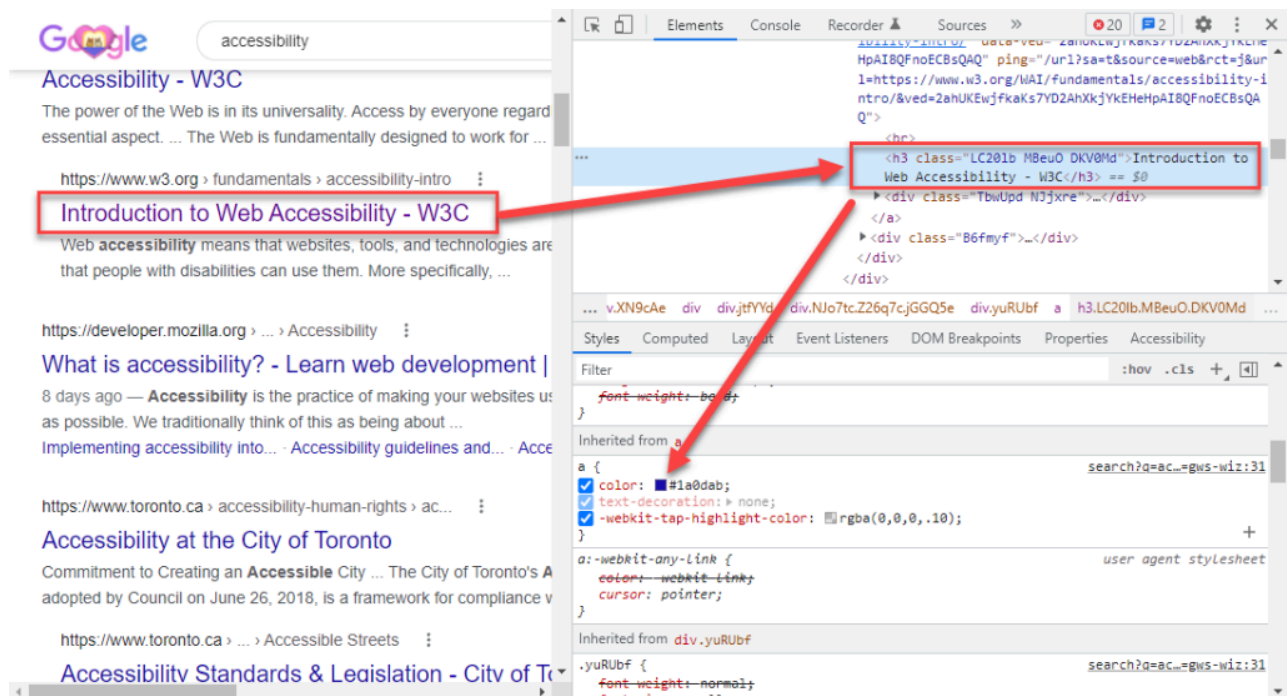 Google
accessibility
Accessibility - W3C
The power of the Web is in its universality. Access by everyone regard
essential aspect. ... The Web is fundamentally designed to work for ...
https://www.w3.org › fundamentals › accessibility-intro
Introduction to Web Accessibility - W3C
Web accessibility means that websites, tools, and technologies are
that people with disabilities can use them. More specifically, ...
https://developer.mozilla.org › ... › Accessibility
What is accessibility? - Learn web development |
8 days ago — Accessibility is the practice of making your websites us
as possible. We traditionally think of this as being about ...
Implementing accessibility into... · Accessibility guidelines and... · Acce
https://www.toronto.ca › accessibility-human-rights › ac...
Accessibility at the City of Toronto
Commitment to Creating an Accessible City ... The City of Toronto's A
adopted by Council on June 26, 2018, is a framework for compliance w
https://www.toronto.ca › ... › Accessible Streets
Accessibility Standards & Legislation - City of To
Elements Console Recorder Sources » 20 2
ibility-intro/" data-ved="2ahUKEwjfkaKs7YD2AhXkjYkEHe
HpAI8QFnoECBsQAQ" ping="/url?sa=t&source=web&rct=j&ur
l=https://www.w3.org/WAI/fundamentals/accessibility-i
ntro/&ved=2ahUKEwjfkaKs7YD2AhXkjYkEHeHpAI8QFnoECBsQA
Q">
<br>
... <h3 class="LC20lb MBeuO DKV0Md">Introduction to
Web Accessibility - W3C</h3> == $0
<div class="TbwUpd NJjxre">…</div>
</a>
<div class="B6fmyf">…</div>
</div>
</div>
... v.XN9cAe div div.jtfYYd div.NJo7tc.Z26q7c.jGGQ5e div.yuRUbf a h3.LC20lb.MBeuO.DKV0Md ...
Styles Computed Layout Event Listeners DOM Breakpoints Properties Accessibility
Filter :hov .cls +
font-weight: bold;
}
Inherited from a
a { search?q=ac…=gws-wiz:31
color: #1a0dab;
text-decoration: none;
-webkit-tap-highlight-color: rgba(0,0,0,.10);
}
a:-webkit-any-link { user agent stylesheet
color: -webkit-link;
cursor: pointer;
}
Inherited from div.yuRUbf
.yuRUbf { search?q=ac…=gws-wiz:31
font-weight: normal;